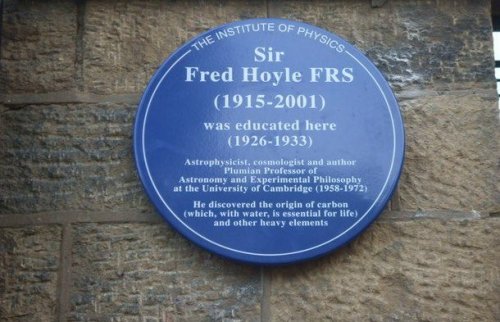 THE INSTITUTE OF PHYSICS
Sir
Fred Hoyle FRS
(1915-2001)
was educated here
(1926-1933)
Astrophysicist, cosmologist and author
Plumian Professor of
Astronomy and Experimental Philosophy
at the University of Cambridge (1958-1972)
He discovered the origin of carbon
(which, with water, is essential for life)
and other heavy elements